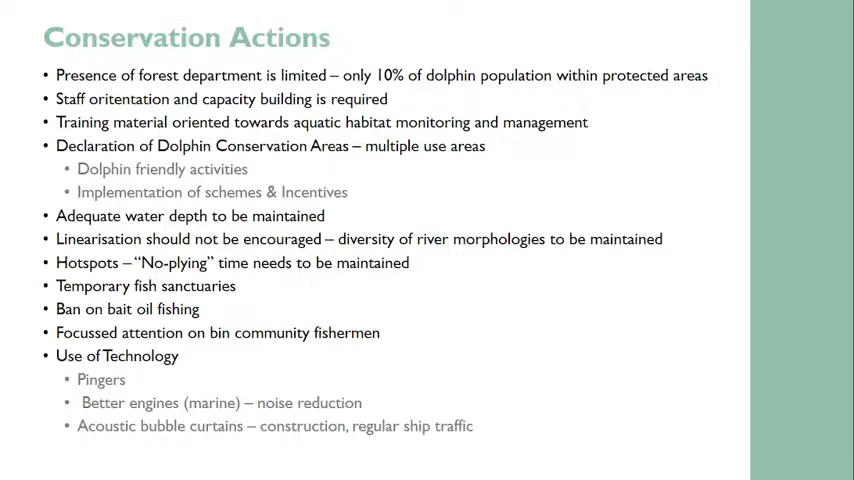 Conservation Actions
• Presence of forest department is limited – only 10% of dolphin population within protected areas
• Staff oritentation and capacity building is required
• Training material oriented towards aquatic habitat monitoring and management
• Declaration of Dolphin Conservation Areas – multiple use areas
• Dolphin friendly activities
• Implementation of schemes & Incentives
• Adequate water depth to be maintained
• Linearisation should not be encouraged – diversity of river morphologies to be maintained
• Hotspots – “No-plying” time needs to be maintained
• Temporary fish sanctuaries
• Ban on bait oil fishing
• Focussed attention on bin community fishermen
• Use of Technology
• Pingers
• Better engines (marine) – noise reduction
• Acoustic bubble curtains – construction, regular ship traffic